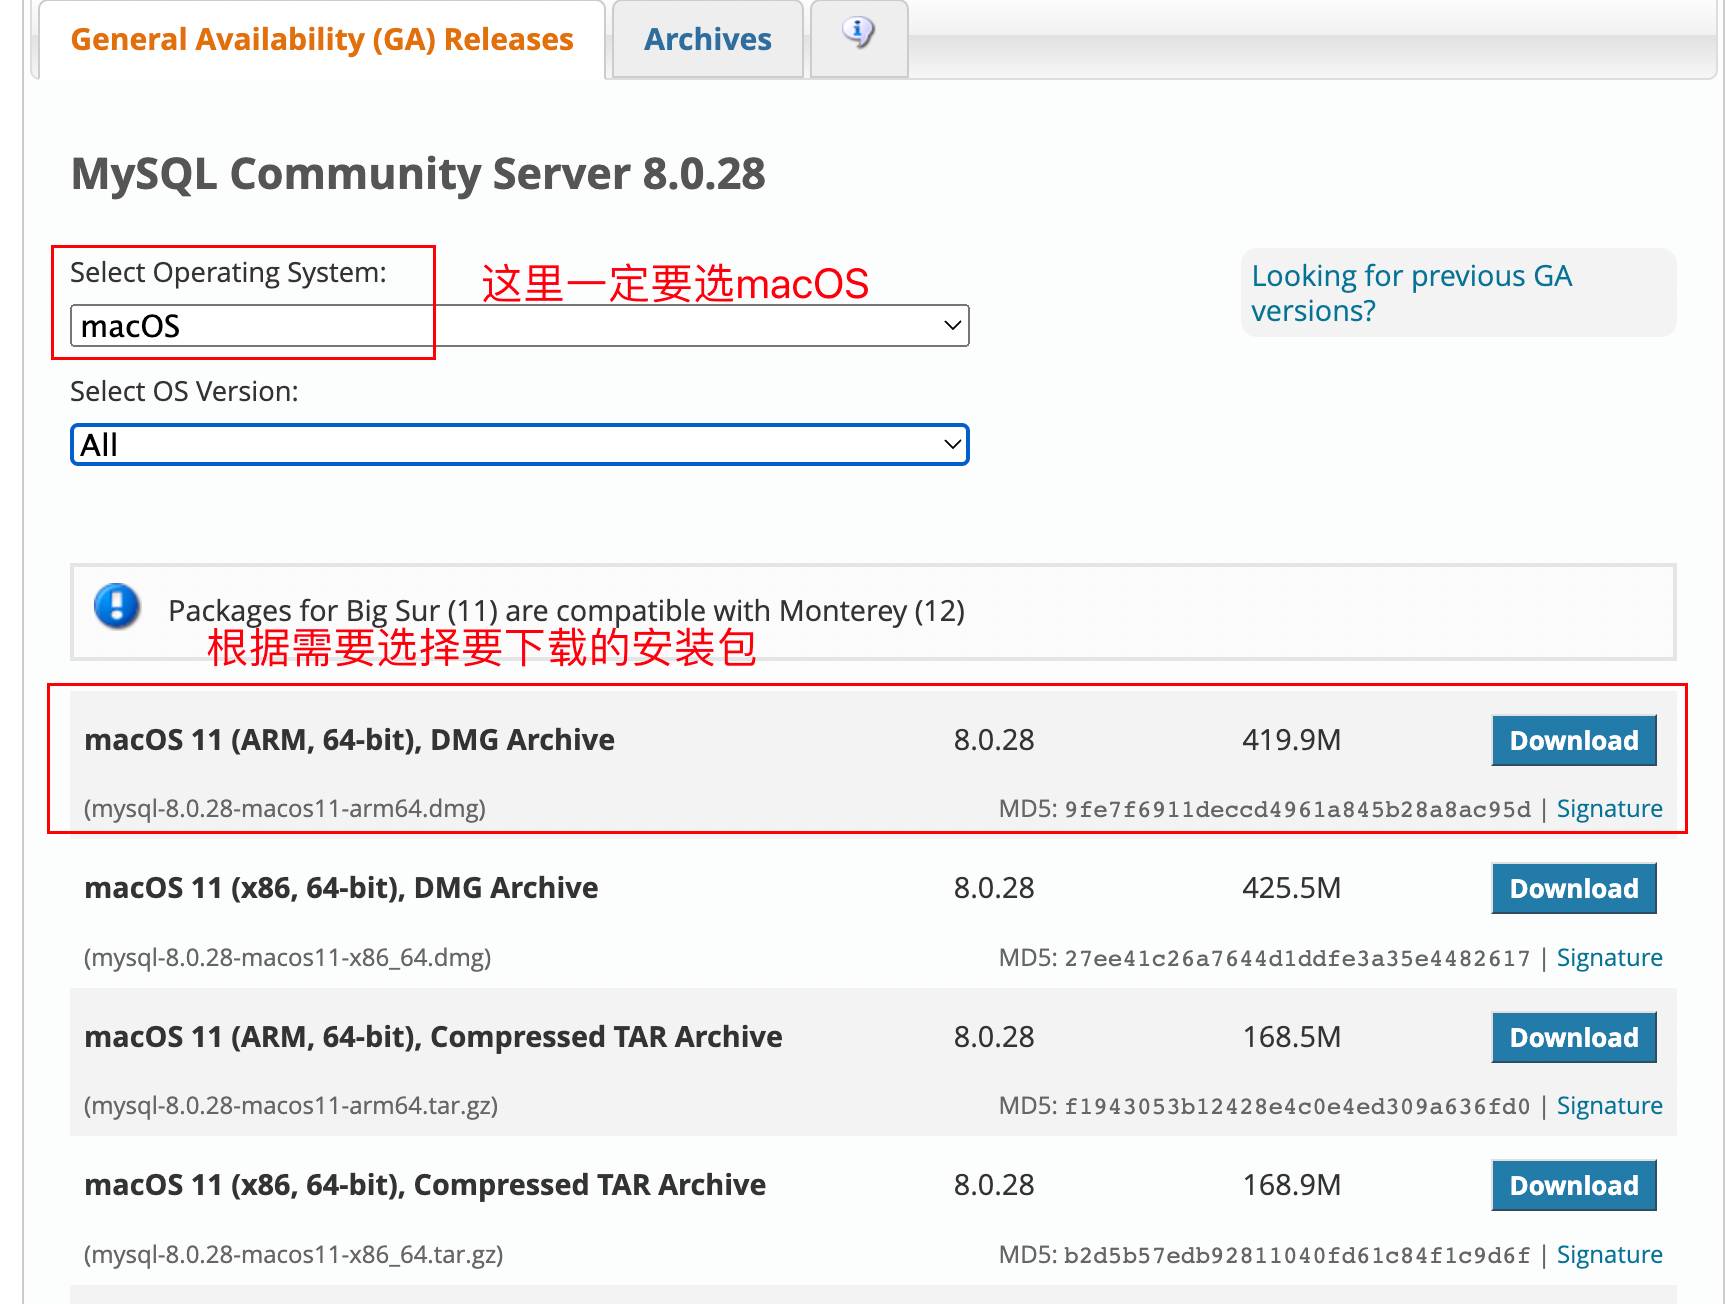 General Availability (GA) Releases
Archives
MySQL Community Server 8.0.28
Select Operating System:
这里一定要选macOS
macOS
Looking for previous GA
versions?
Select OS Version:
All
Packages for Big Sur (11) are compatible with Monterey (12)
根据需要选择要下载的安装包
macOS 11 (ARM, 64-bit), DMG Archive 8.0.28 419.9M Download
(mysql-8.0.28-macos11-arm64.dmg) MD5: 9fe7f6911deccd4961a845b28a8ac95d | Signature
macOS 11 (x86, 64-bit), DMG Archive 8.0.28 425.5M Download
(mysql-8.0.28-macos11-x86_64.dmg) MD5: 27ee41c26a7644d1ddfe3a35e4482617 | Signature
macOS 11 (ARM, 64-bit), Compressed TAR Archive 8.0.28 168.5M Download
(mysql-8.0.28-macos11-arm64.tar.gz) MD5: f1943053b12428e4c0e4ed309a636fd0 | Signature
macOS 11 (x86, 64-bit), Compressed TAR Archive 8.0.28 168.9M Download
(mysql-8.0.28-macos11-x86_64.tar.gz) MD5: b2d5b57edb92811040fd61c84f1c9d6f | Signature